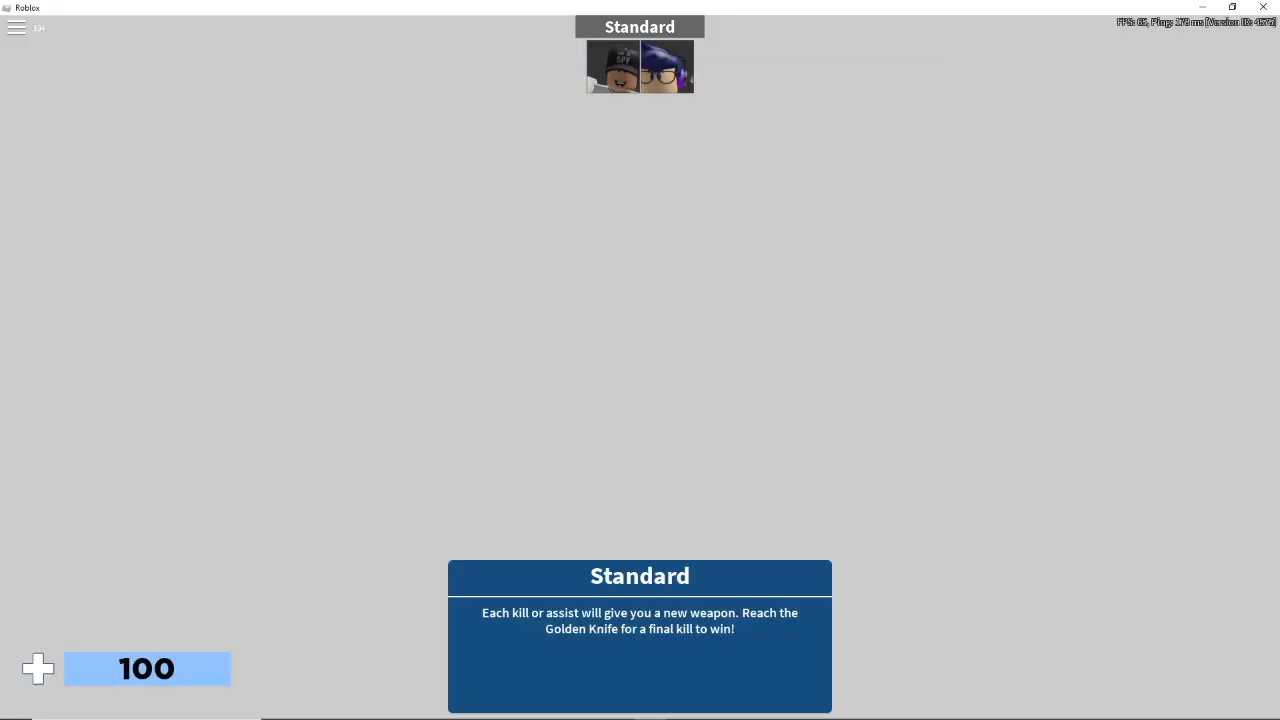 Roblox
Standard
13+
SPY
Standard
Each kill or assist will give you a new weapon. Reach the
Golden Knife for a final kill to win!
100